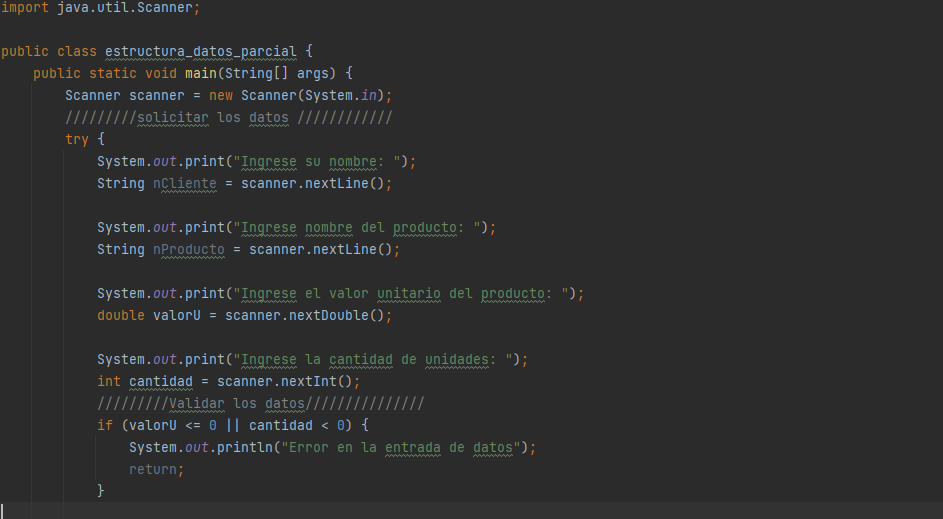 import java.util.Scanner;
public class estructura_datos_parcial {
public static void main(String[] args) {
Scanner scanner = new Scanner(System.in);
/////////solicitar los datos ////////////
try {
System.out.print("Ingrese su nombre: ");
String nCliente = scanner.nextLine();
System.out.print("Ingrese nombre del producto: ");
String nProducto = scanner.nextLine();
System.out.print("Ingrese el valor unitario del producto: ");
double valorU = scanner.nextDouble();
System.out.print("Ingrese la cantidad de unidades: ");
int cantidad = scanner.nextInt();
/////////Validar los datos///////////////
if (valorU <= 0 || cantidad < 0) {
System.out.println("Error en la entrada de datos");
return;
}